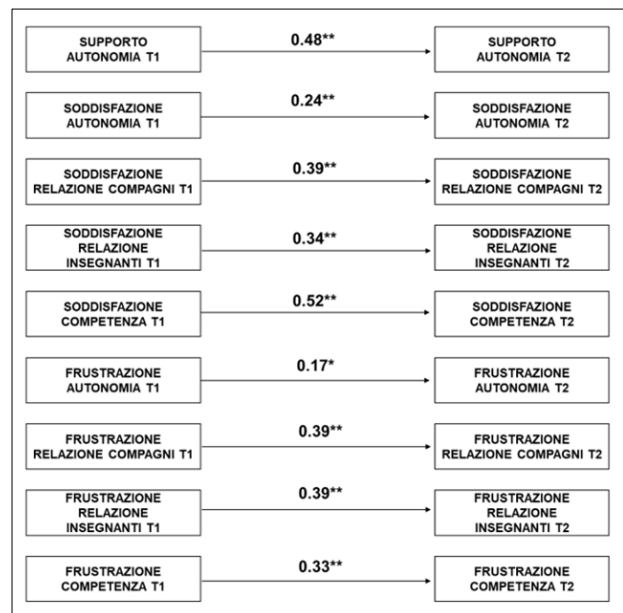 SUPPORTO
AUTONOMIA T1
0.48**
SUPPORTO
AUTONOMIA T2
SODDISFAZIONE
AUTONOMIA T1
0.24**
SODDISFAZIONE
AUTONOMIA T2
SODDISFAZIONE
RELAZIONE COMPAGNI T1
0.39**
SODDISFAZIONE
RELAZIONE COMPAGNI T2
SODDISFAZIONE
RELAZIONE
INSEGNANTI T1
0.34**
SODDISFAZIONE
RELAZIONE
INSEGNANTI T2
SODDISFAZIONE
COMPETENZA T1
0.52**
SODDISFAZIONE
COMPETENZA T2
FRUSTRAZIONE
AUTONOMIA T1
0.17*
FRUSTRAZIONE
AUTONOMIA T2
FRUSTRAZIONE
RELAZIONE COMPAGNI T1
0.39**
FRUSTRAZIONE
RELAZIONE COMPAGNI T2
FRUSTRAZIONE
RELAZIONE
INSEGNANTI T1
0.39**
FRUSTRAZIONE
RELAZIONE
INSEGNANTI T2
FRUSTRAZIONE
COMPETENZA T1
0.33**
FRUSTRAZIONE
COMPETENZA T2